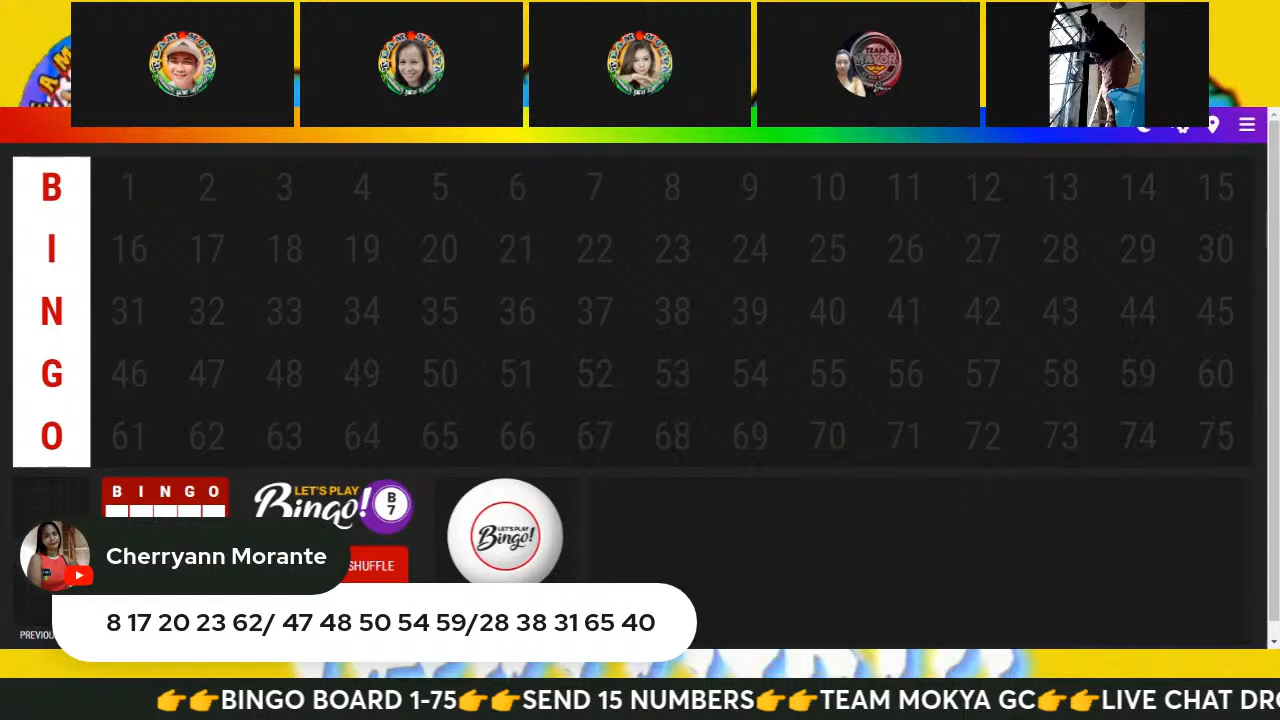 TEAM
MAYOR
B 1 2 3 4 5 6 7 8 9 10 11 12 13 14 15
I 16 17 18 19 20 21 22 23 24 25 26 27 28 29 30
N 31 32 33 34 35 36 37 38 39 40 41 42 43 44 45
G 46 47 48 49 50 51 52 53 54 55 56 57 58 59 60
O 61 62 63 64 65 66 67 68 69 70 71 72 73 74 75
B I N G O
LET'S PLAY
Bingo!
B
7
LET'S PLAY
Bingo!
SHUFFLE
Cherryann Morante
8 17 20 23 62/ 47 48 50 54 59/28 38 31 65 40
PREVIOU
👉👉BINGO BOARD 1-75👉👉SEND 15 NUMBERS👉👉TEAM MOKYA GC👉👉LIVE CHAT DRO